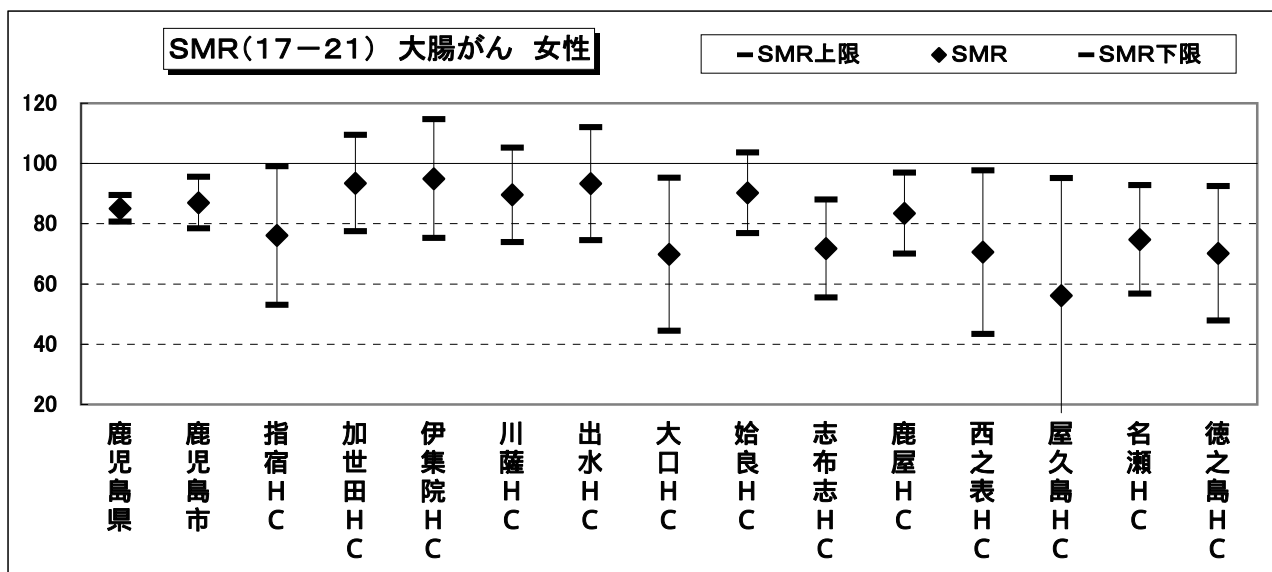 SMR(17－21)　大腸がん　女性
SMR上限
SMR
SMR下限
120
100
80
60
40
20
鹿児島県
鹿児島市
指宿HC
加世田HC
伊集院HC
川薩HC
出水HC
大口HC
姶良HC
志布志HC
鹿屋HC
西之表HC
屋久島HC
名瀬HC
徳之島HC